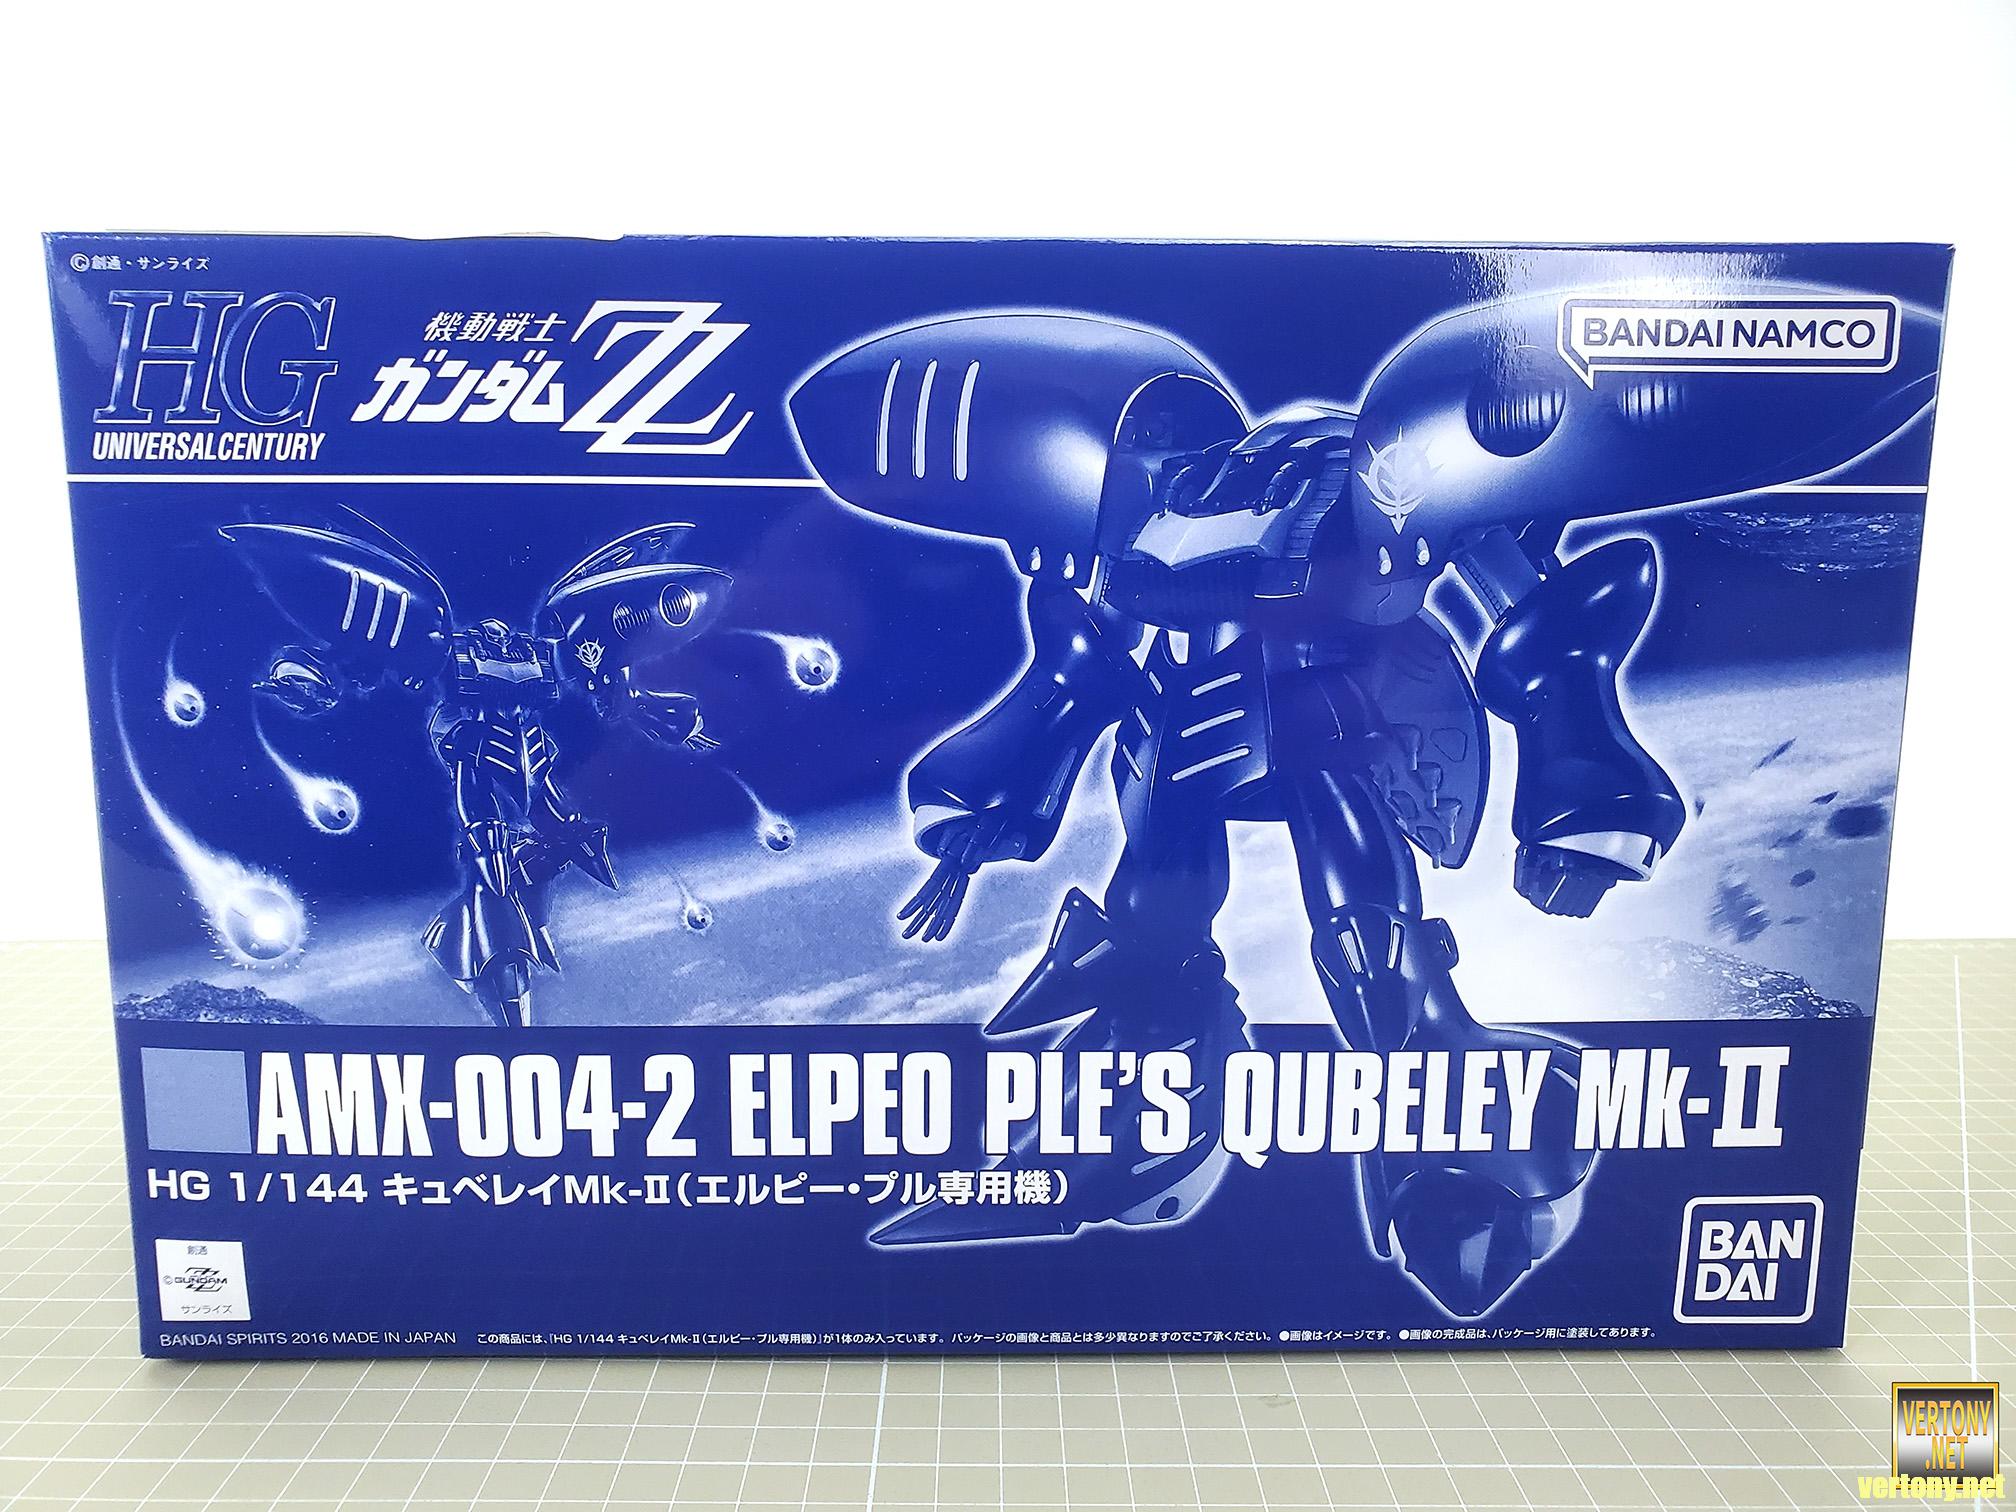 ©創通・サンライズ
HG
UNIVERSAL CENTURY
機動戦士
ガンダムZZ
BANDAI NAMCO
AMX-004-2 ELPEO PLE'S QUBELEY Mk-II
HG 1/144 キュベレイMk-II(エルピー・プル専用機)
創通
©GUNDAM ZZ
サンライズ
BAN
DAI
BANDAI SPIRITS 2016 MADE IN JAPAN この商品には、「HG 1/144 キュベレイMk-II(エルピー・プル専用機)」が1体のみ入っています。パッケージの画像と商品とは多少異なりますのでご了承ください。●画像はイメージです。●画像の完成品は、パッケージ用に塗装してあります。
VERTONY
.NET
vertony.net